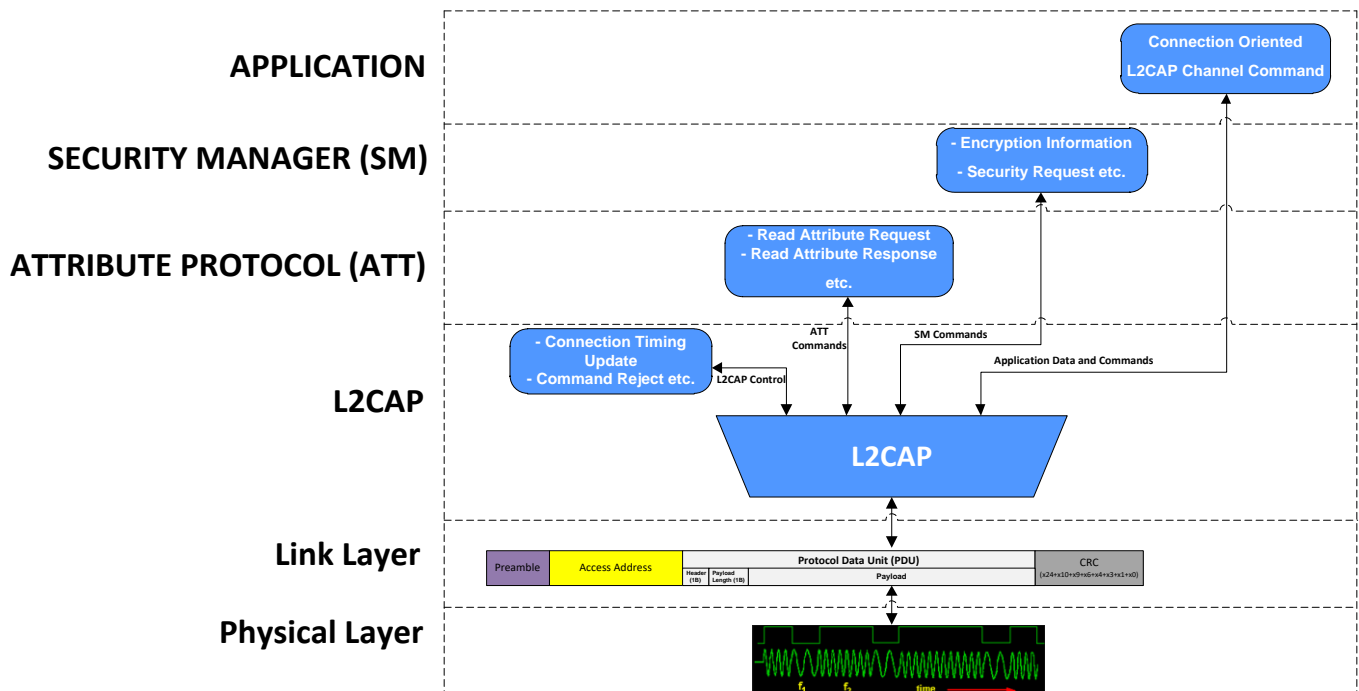 APPLICATION
Connection Oriented
L2CAP Channel Command
SECURITY MANAGER (SM)
- Encryption Information
- Security Request etc.
ATTRIBUTE PROTOCOL (ATT)
- Read Attribute Request
- Read Attribute Response
etc.
L2CAP
- Connection Timing
Update
- Command Reject etc.
L2CAP Control
ATT
Commands
SM Commands
Application Data and Commands
L2CAP
Link Layer
Preamble
Access Address
Protocol Data Unit (PDU)
Header
(1B)
Payload
Length (1B)
Payload
CRC
(x24+x10+x9+x6+x4+x3+x1+x0)
Physical Layer
f1
f2
time